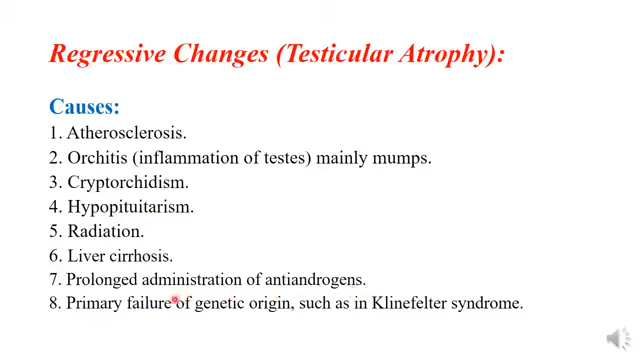 Regressive Changes (Testicular Atrophy):
Causes:
1. Atherosclerosis.
2. Orchitis (inflammation of testes) mainly mumps.
3. Cryptorchidism.
4. Hypopituitarism.
5. Radiation.
6. Liver cirrhosis.
7. Prolonged administration of antiandrogens.
8. Primary failure of genetic origin, such as in Klinefelter syndrome.